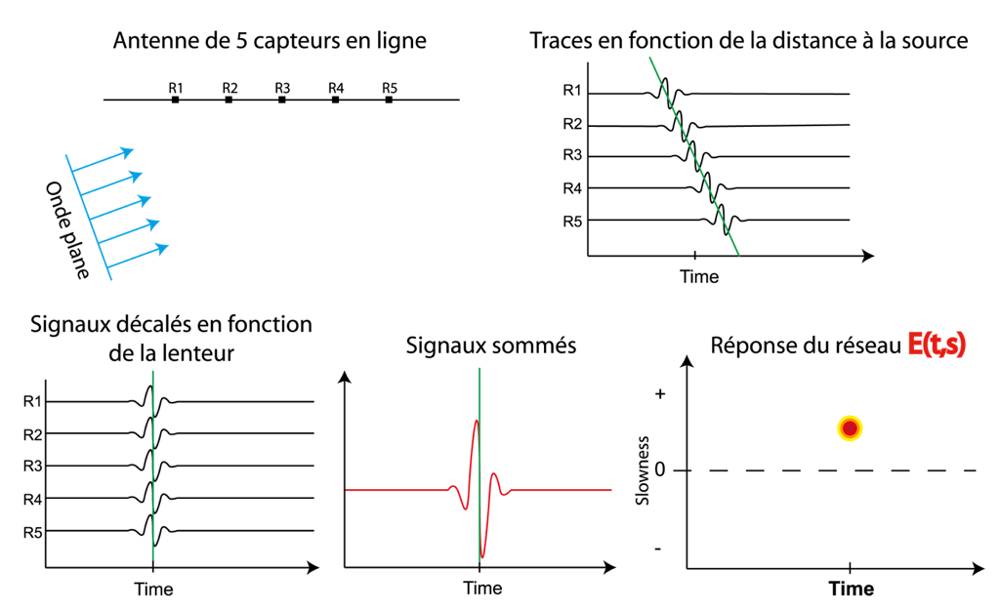 Antenne de 5 capteurs en ligne
R1 R2 R3 R4 R5
Onde plane
Traces en fonction de la distance à la source
R1
R2
R3
R4
R5
Time
Signaux décalés en fonction
de la lenteur
R1
R2
R3
R4
R5
Time
Signaux sommés
Time
Réponse du réseau E(t,s)
+
0
-
Slowness
Time